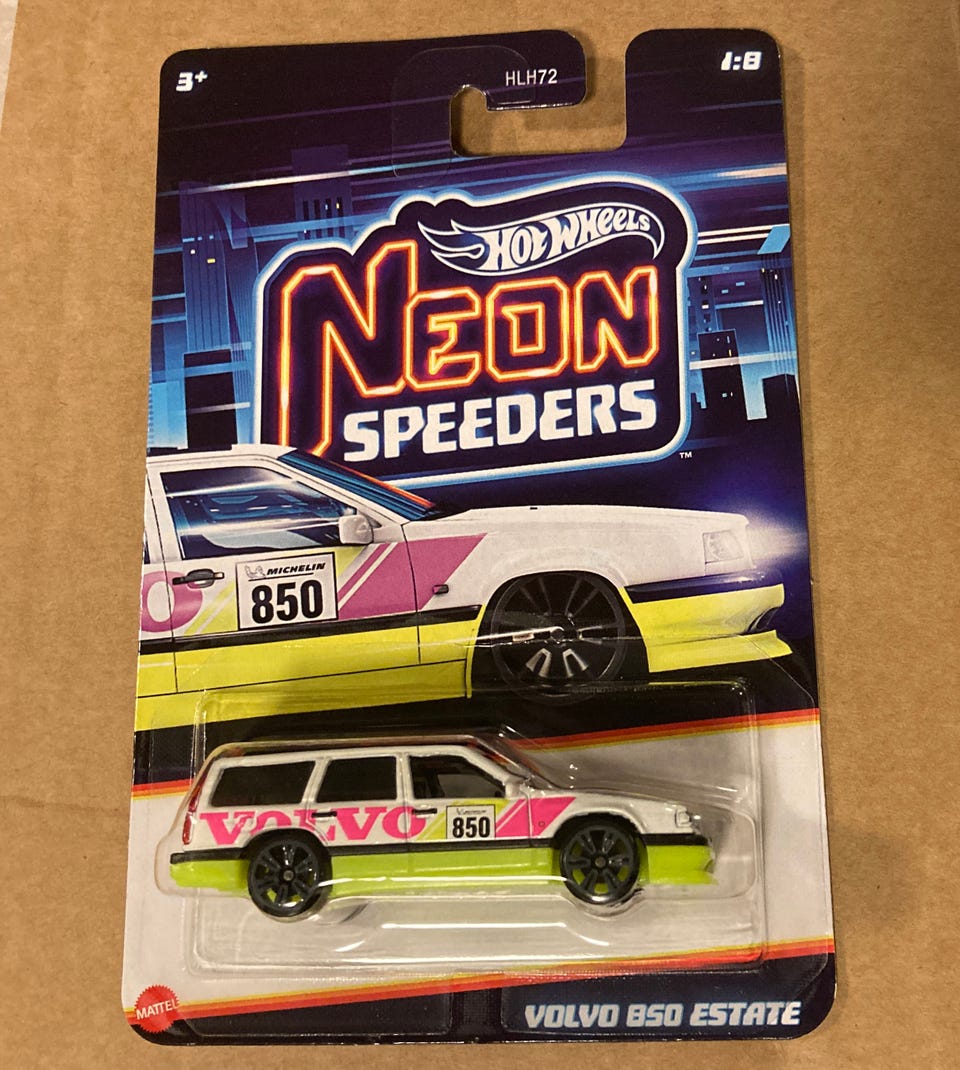 3+
HLH72
1:8
HOT WHEELS
NEON
SPEEDERS
™
MICHELIN
850
VOLVO
850
MATTEL
VOLVO 850 ESTATE